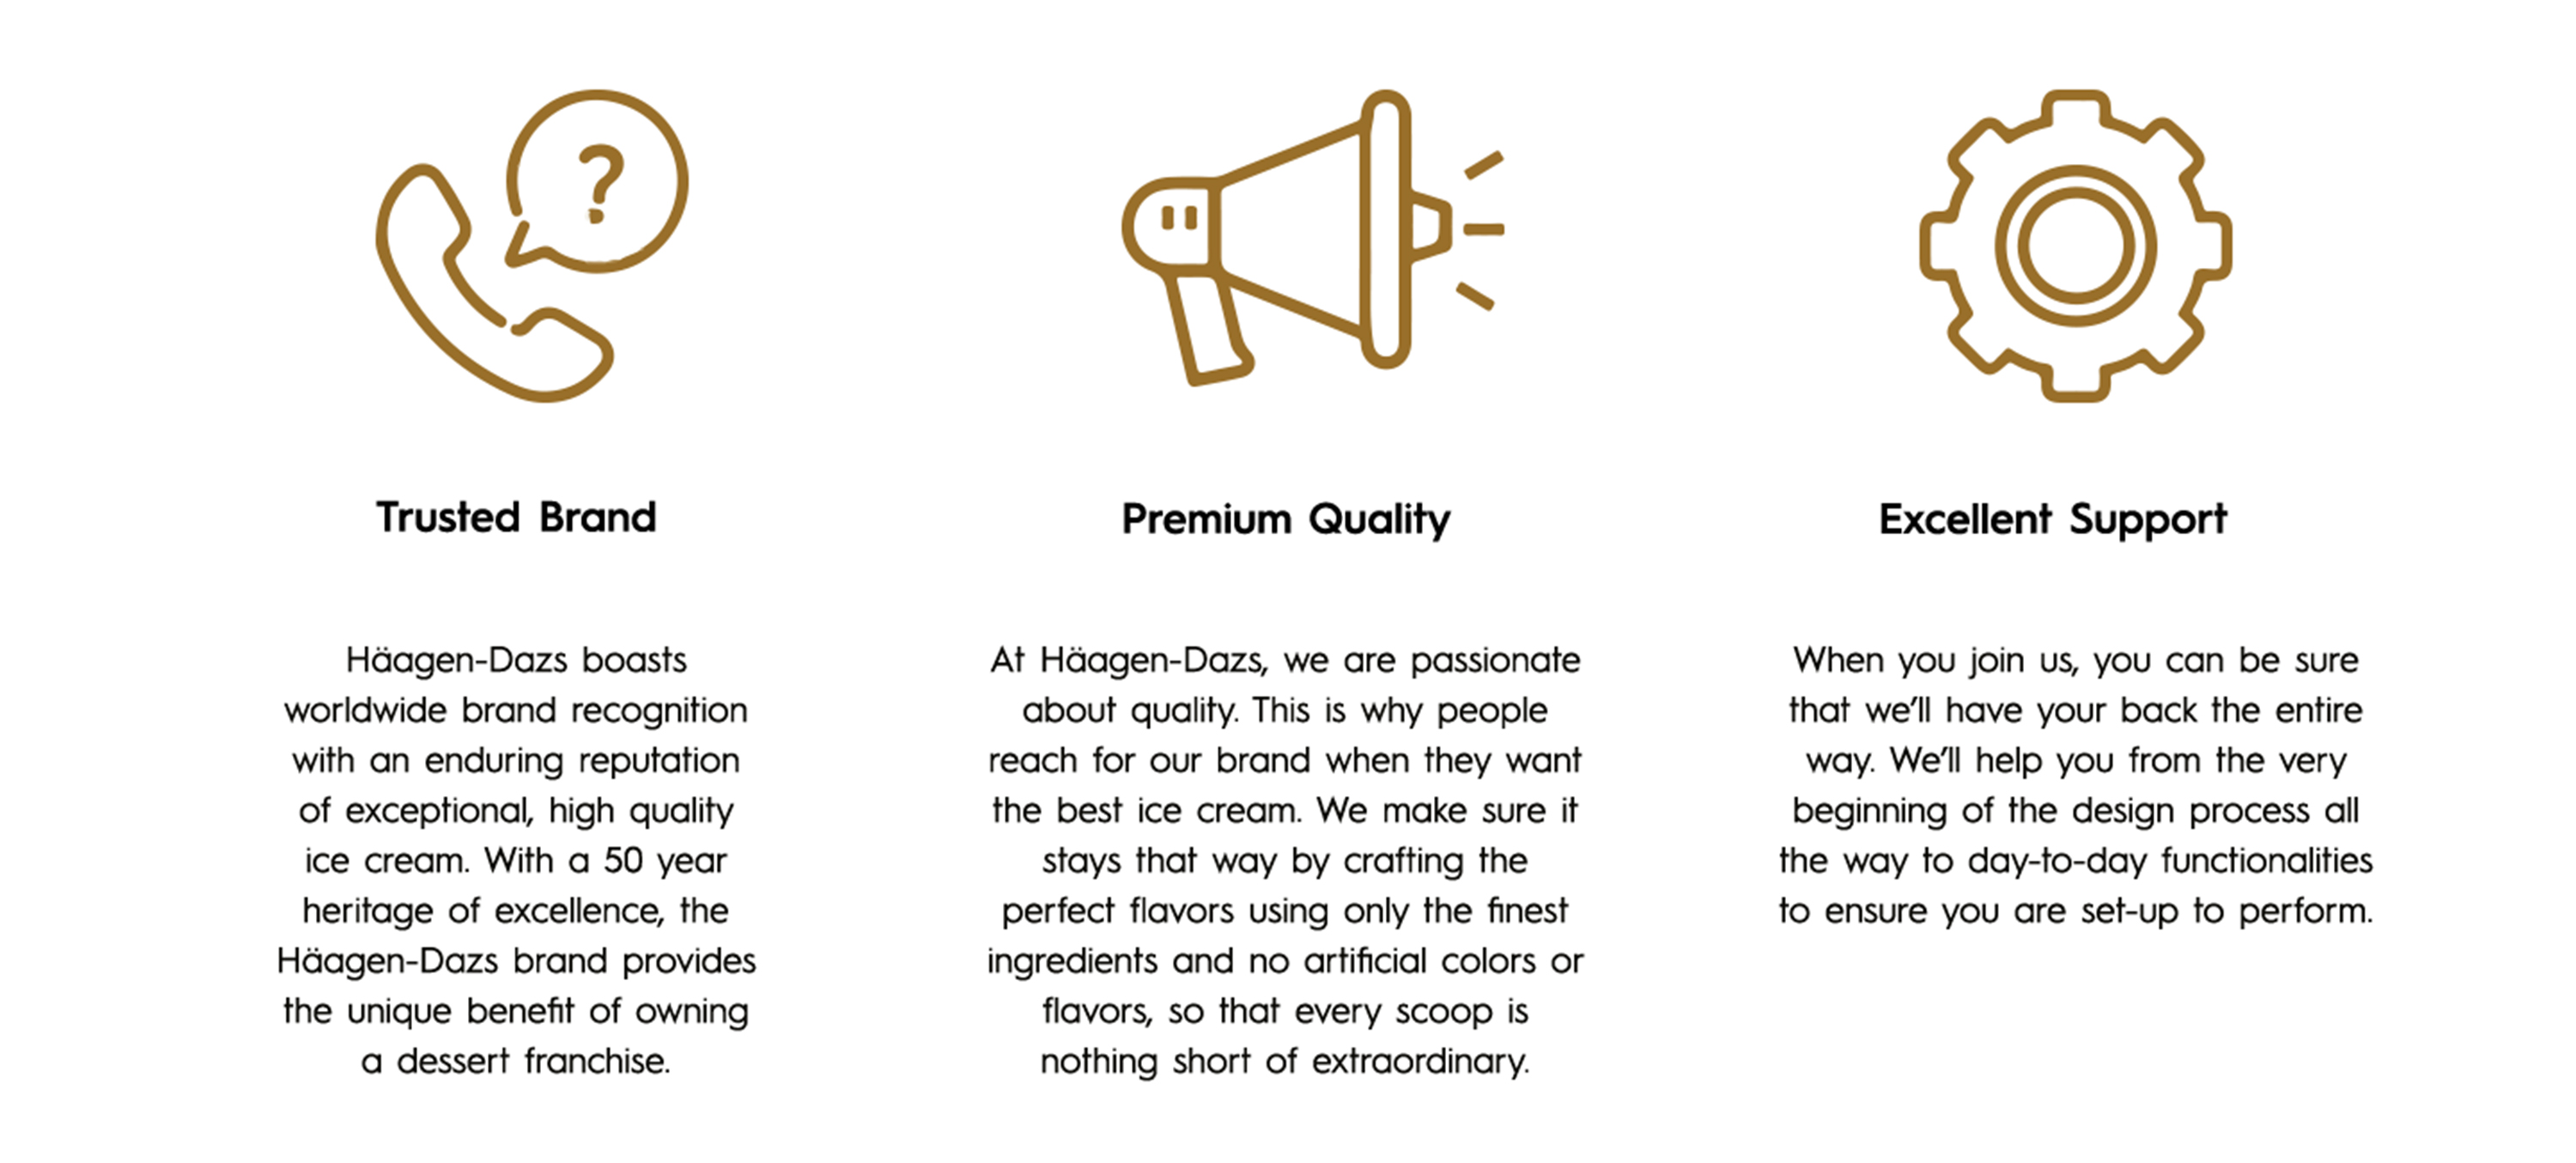 ?
Trusted Brand
Häagen-Dazs boasts
worldwide brand recognition
with an enduring reputation
of exceptional, high quality
ice cream. With a 50 year
heritage of excellence, the
Häagen-Dazs brand provides
the unique benefit of owning
a dessert franchise.
Premium Quality
At Häagen-Dazs, we are passionate
about quality. This is why people
reach for our brand when they want
the best ice cream. We make sure it
stays that way by crafting the
perfect flavors using only the finest
ingredients and no artificial colors or
flavors, so that every scoop is
nothing short of extraordinary.
Excellent Support
When you join us, you can be sure
that we’ll have your back the entire
way. We’ll help you from the very
beginning of the design process all
the way to day-to-day functionalities
to ensure you are set-up to perform.